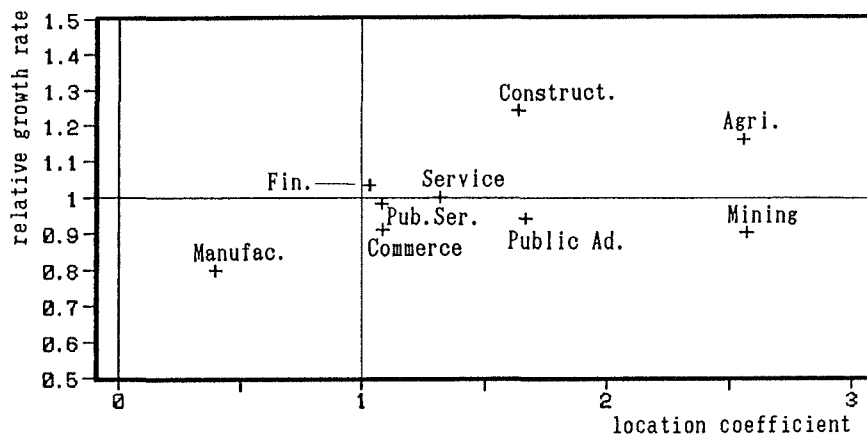 relative growth rate
1.5
1.4
1.3
1.2
1.1
1
0.9
0.8
0.7
0.6
0.5
Construct.
Agri.
Fin.
Service
Pub.Ser.
Mining
Commerce
Public Ad.
Manufac.
0 1 2 3
location coefficient